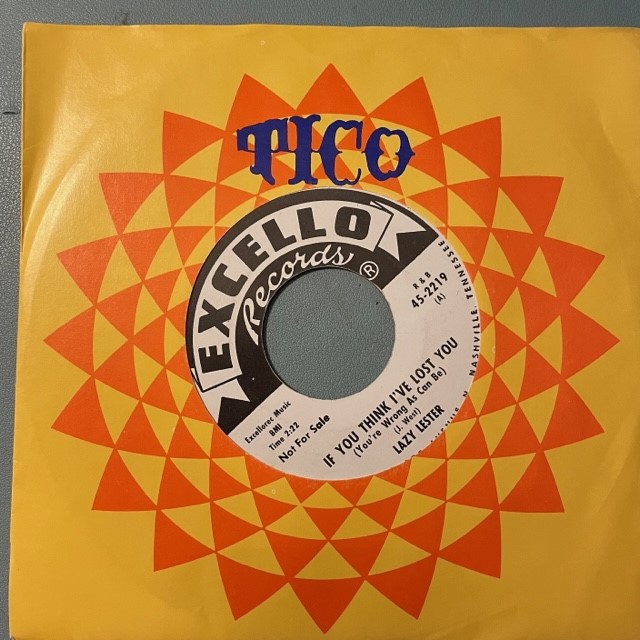 TICO
EXCELLO
Records ®
R & B
45-2219
(A)
Excellorec Music
BMI
Time 2:22
Not For Sale
IF YOU THINK I'VE LOST YOU
(You're Wrong As Can Be)
(J. West)
LAZY LESTER
NASHVILLE, TENNESSEE